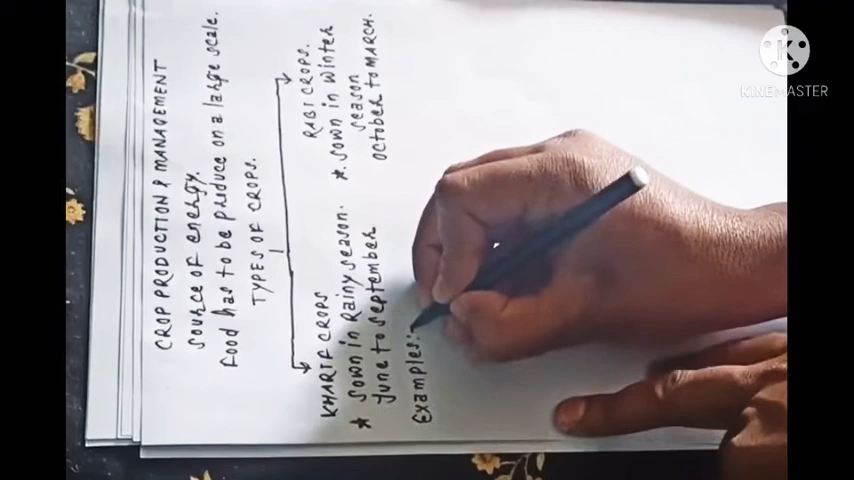 CROP PRODUCTION & MANAGEMENT
source of energy.
Food has to be produce on a large scale.
TYPES OF CROPS.
KHARIF CROPS
* Sown in Rainy season.
June to september
Examples:-
RABI CROPS.
* Sown in winter
season
October to MARCH.
K
KINEMASTER